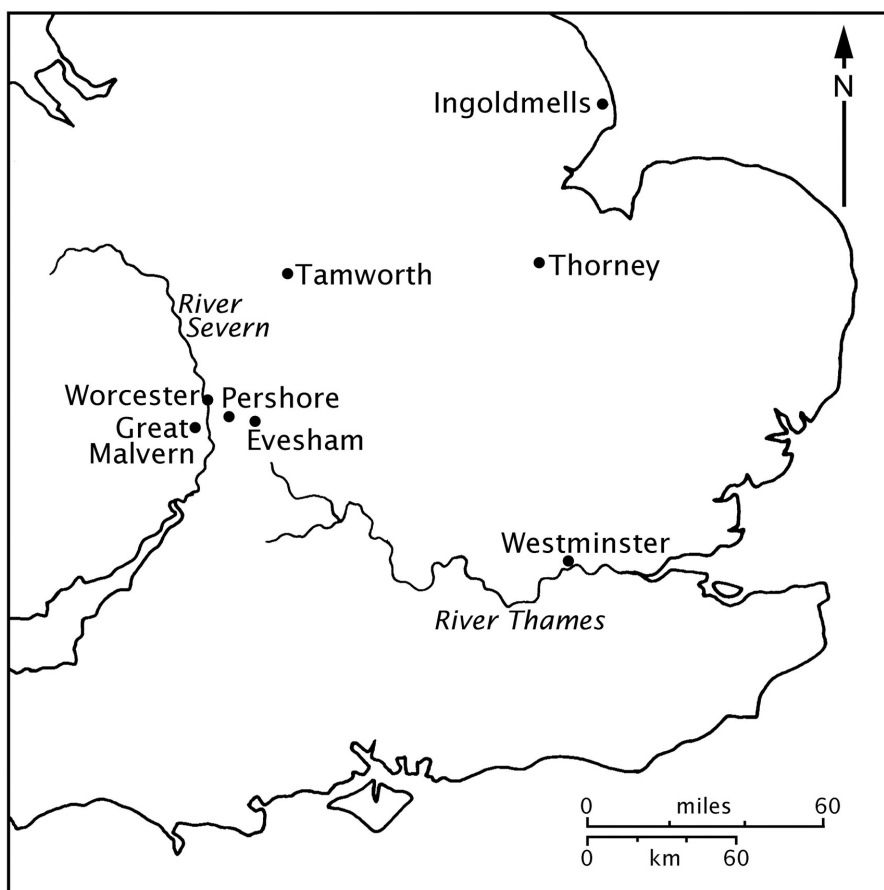 N
Ingoldmells
Tamworth
Thorney
River
Severn
Worcester
Pershore
Great
Malvern
Evesham
Westminster
River Thames
0 miles 60
0 km 60